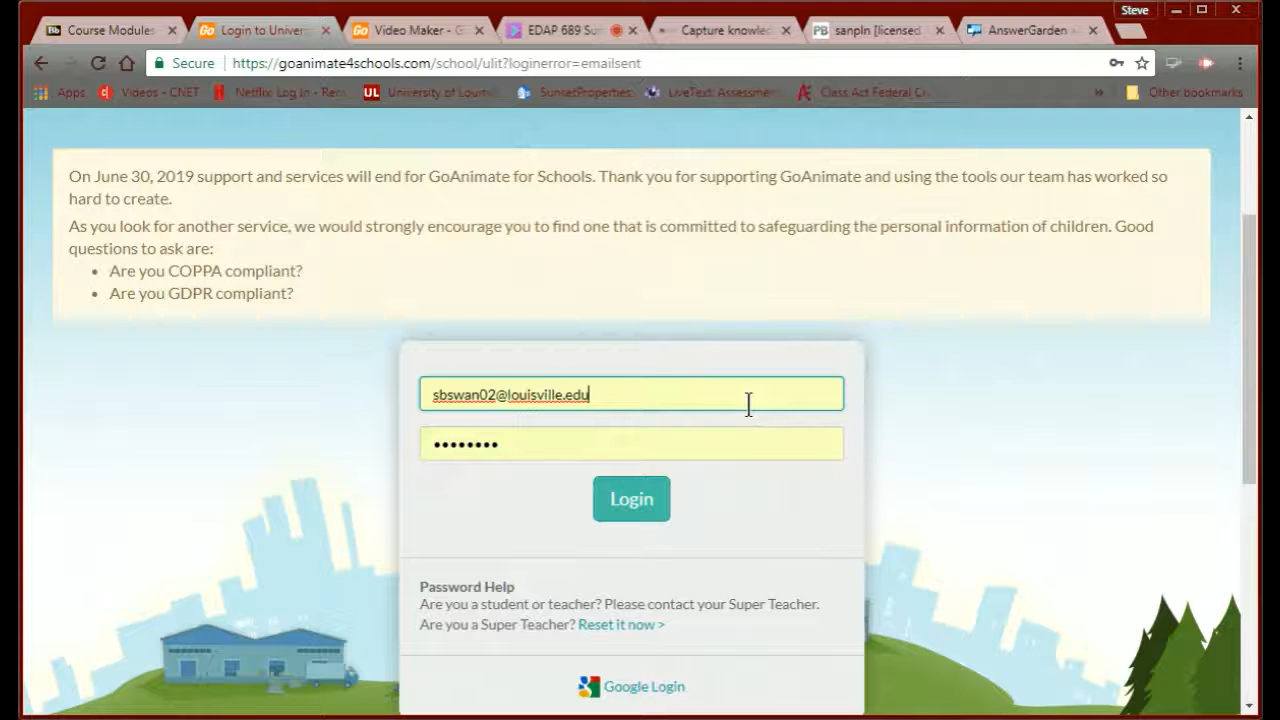 Steve
Course Modules
Login to Univer
Video Maker - G
EDAP 689 Sum
Capture knowled
sanpln [licensed
AnswerGarden
Secure https://goanimate4schools.com/school/ulit?loginerror=emailsent
Apps Videos - CNET Netflix Log In - Rens UL University of Louisv SunsetProperties. LiveText: Assessmen Class Act Federal Cr » Other bookmarks
On June 30, 2019 support and services will end for GoAnimate for Schools. Thank you for supporting GoAnimate and using the tools our team has worked so
hard to create.
As you look for another service, we would strongly encourage you to find one that is committed to safeguarding the personal information of children. Good
questions to ask are:
• Are you COPPA compliant?
• Are you GDPR compliant?
sbswan02@louisville.edu
••••••••
Login
Password Help
Are you a student or teacher? Please contact your Super Teacher.
Are you a Super Teacher? Reset it now >
Google Login